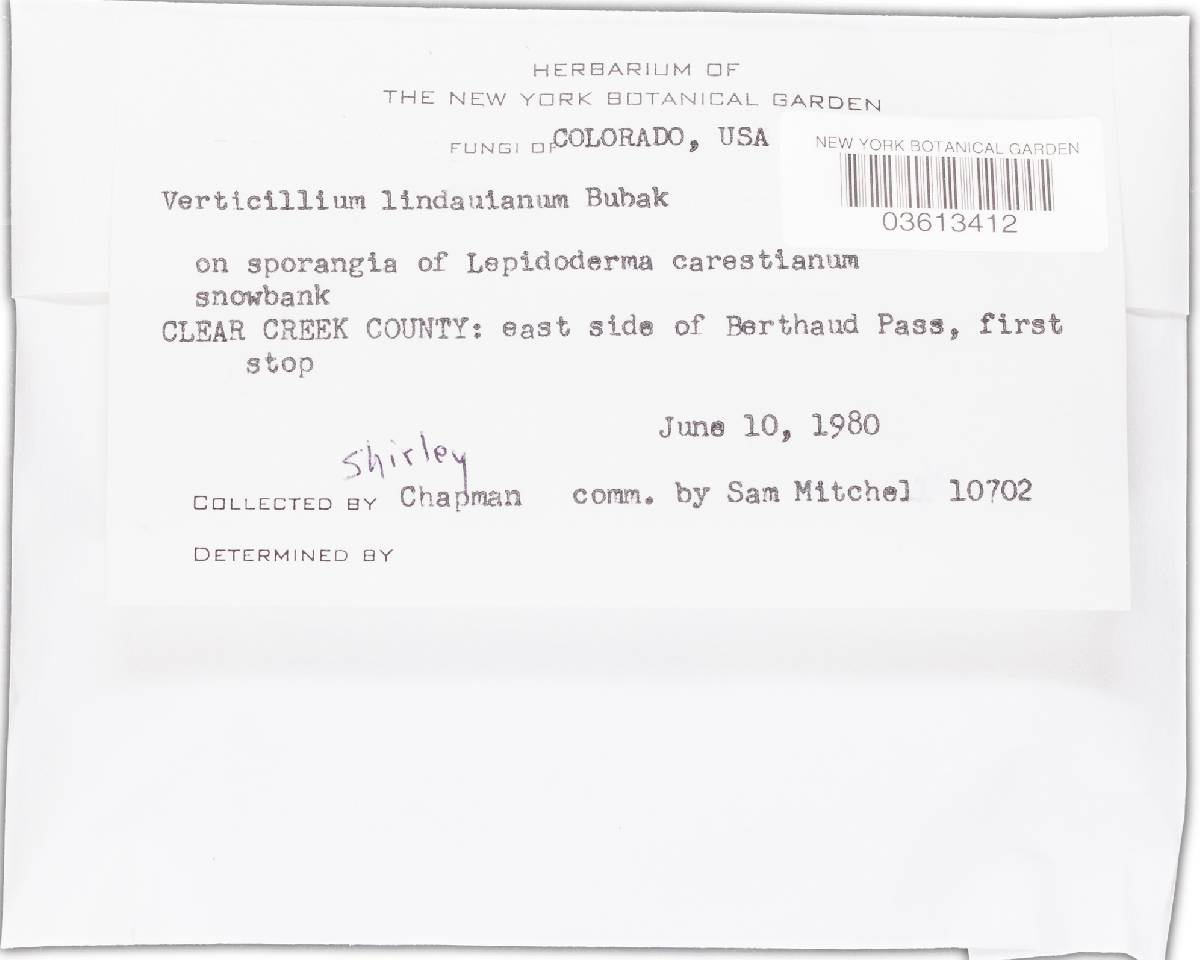 HERBARIUM OF
THE NEW YORK BOTANICAL GARDEN
FUNGI OF COLORADO, USA
NEW YORK BOTANICAL GARDEN
03613412
Verticillium lindauianum Bubak
on sporangia of Lepidoderma carestianum
snowbank
CLEAR CREEK COUNTY: east side of Berthaud Pass, first
stop
June 10, 1980
Shirley
COLLECTED BY Chapman comm. by Sam Mitchel 10702
DETERMINED BY